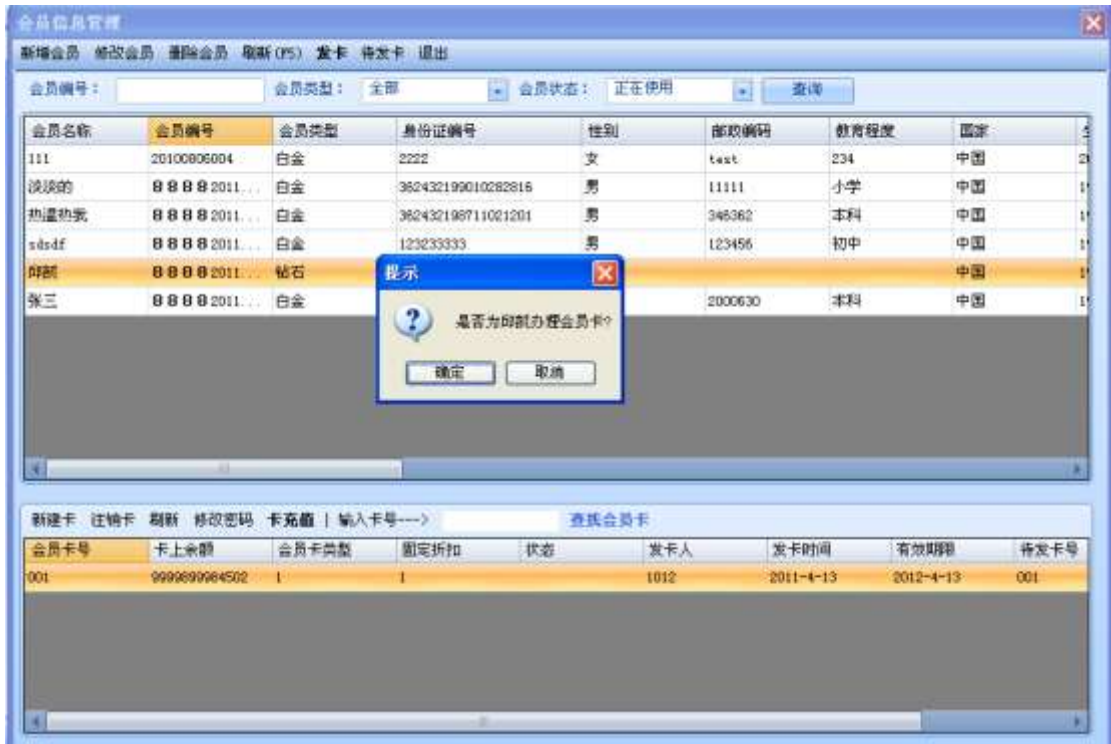 会员信息管理
新增会员 修改会员 删除会员 刷新(F5) 发卡 待发卡 退出
会员编号： 会员类型： 全部 会员状态： 正在使用 查询
会员名称 会员编号 会员类型 身份证编号 性别 邮政编码 教育程度 国家
111 20100806004 白金 2222 女 test 234 中国
淡淡的 88882011... 白金 362432199010282816 男 11111 小学 中国
88882011... 白金 362432198711021201 男 346362 本科 中国
sdsdf 88882011... 白金 123233333 男 123456 初中 中国
88882011... 钻石 中国
张三 88882011... 白金 2000630 本科 中国
提示
是否为 办理会员卡?
确定 取消
新建卡 注销卡 刷新 修改密码 卡充值 | 输入卡号---> 查找会员卡
会员卡号 卡上余额 会员卡类型 固定折扣 状态 发卡人 发卡时间 有效期限 待发卡号
001 9999899984502 1 1 1012 2011-4-13 2012-4-13 001